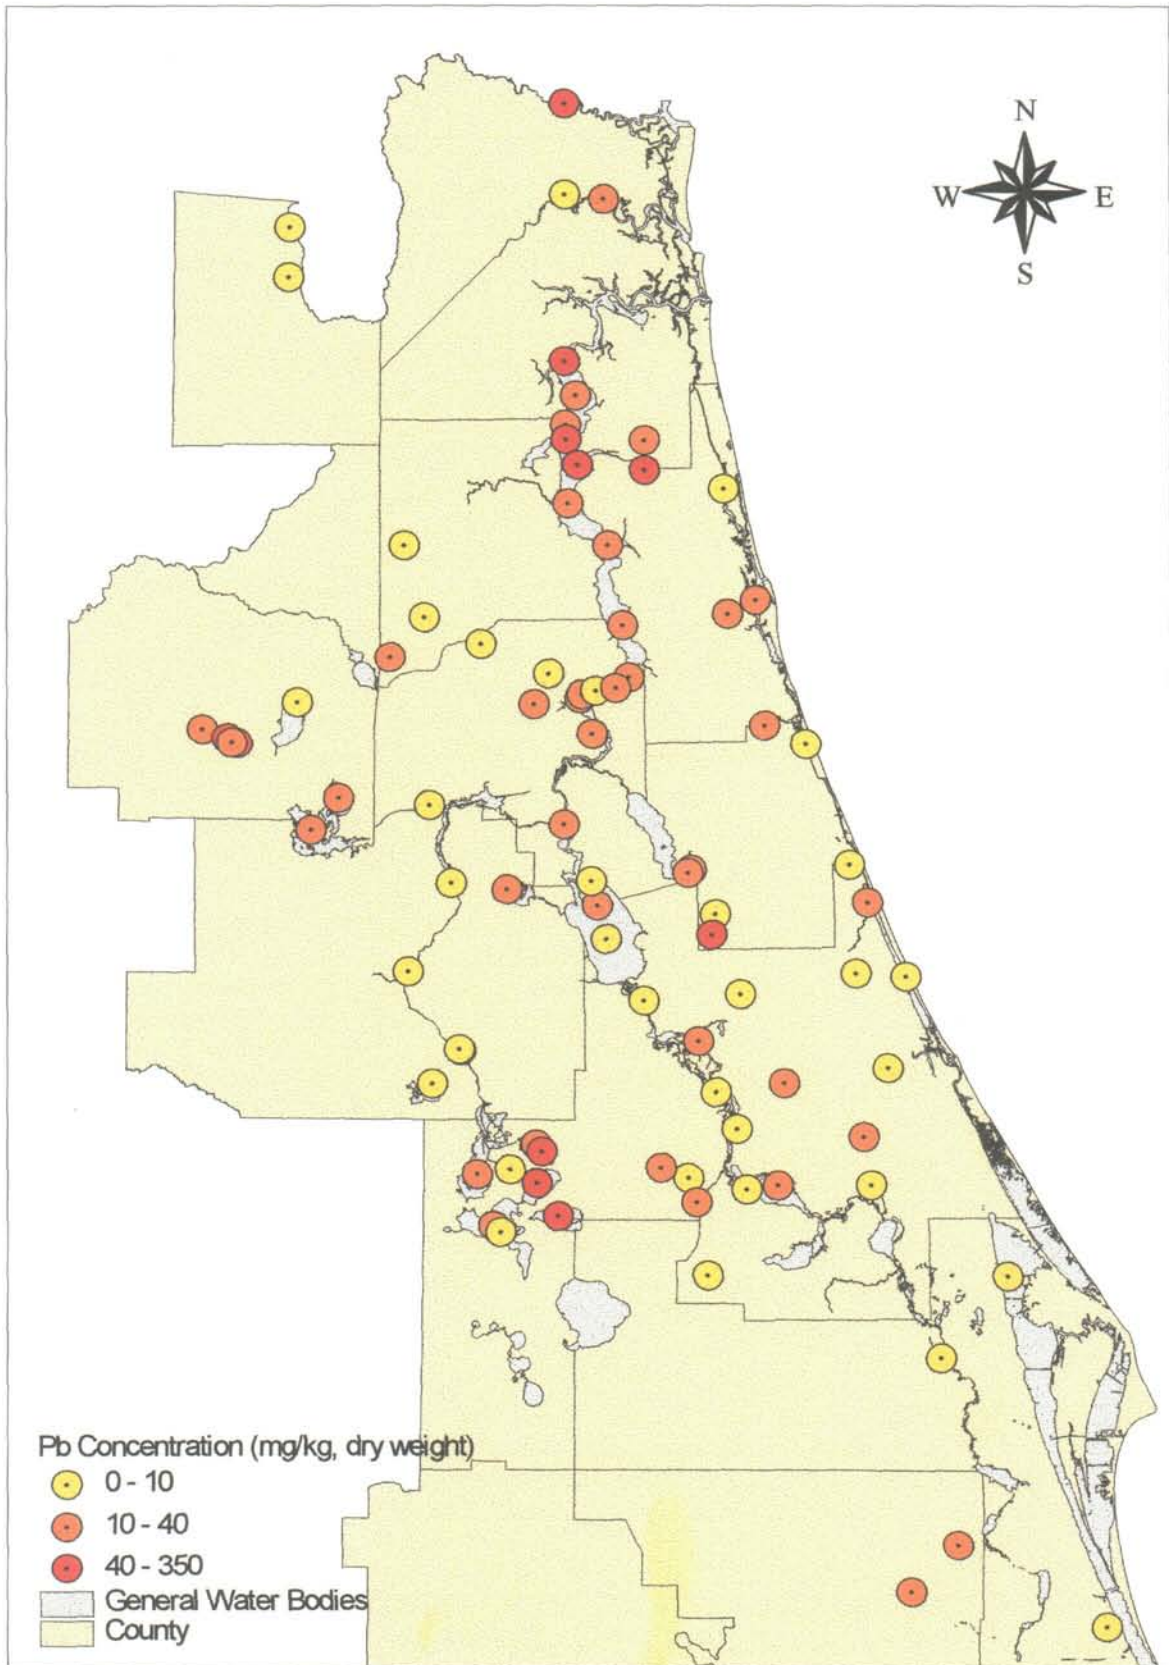 N
W E
S
Pb Concentration (mg/kg, dry weight)
0 - 10
10 - 40
40 - 350
General Water Bodies
County